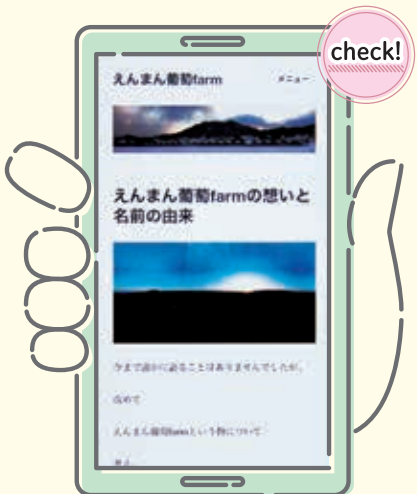 check!
えんまん葡萄farm
メニュー
えんまん葡萄farmの想いと
名前の由来
今まで誰かに語ることはありませんでしたが、
改めて
えんまん葡萄farmという物について